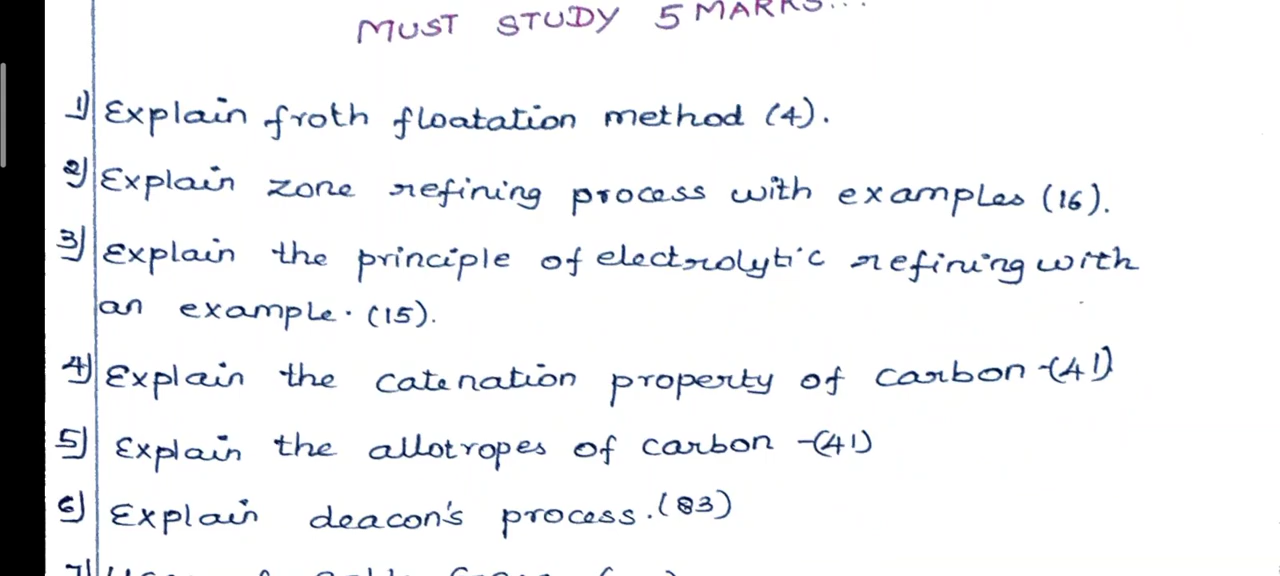 MUST STUDY 5 MARKS...
1) Explain froth floatation method (4).
2) Explain zone refining process with examples (16).
3) Explain the principle of electrolytic refining with
an example. (15).
4) Explain the catenation property of carbon -(41)
5) Explain the allotropes of carbon -(41)
6) Explain deacon's process. (83)
7)